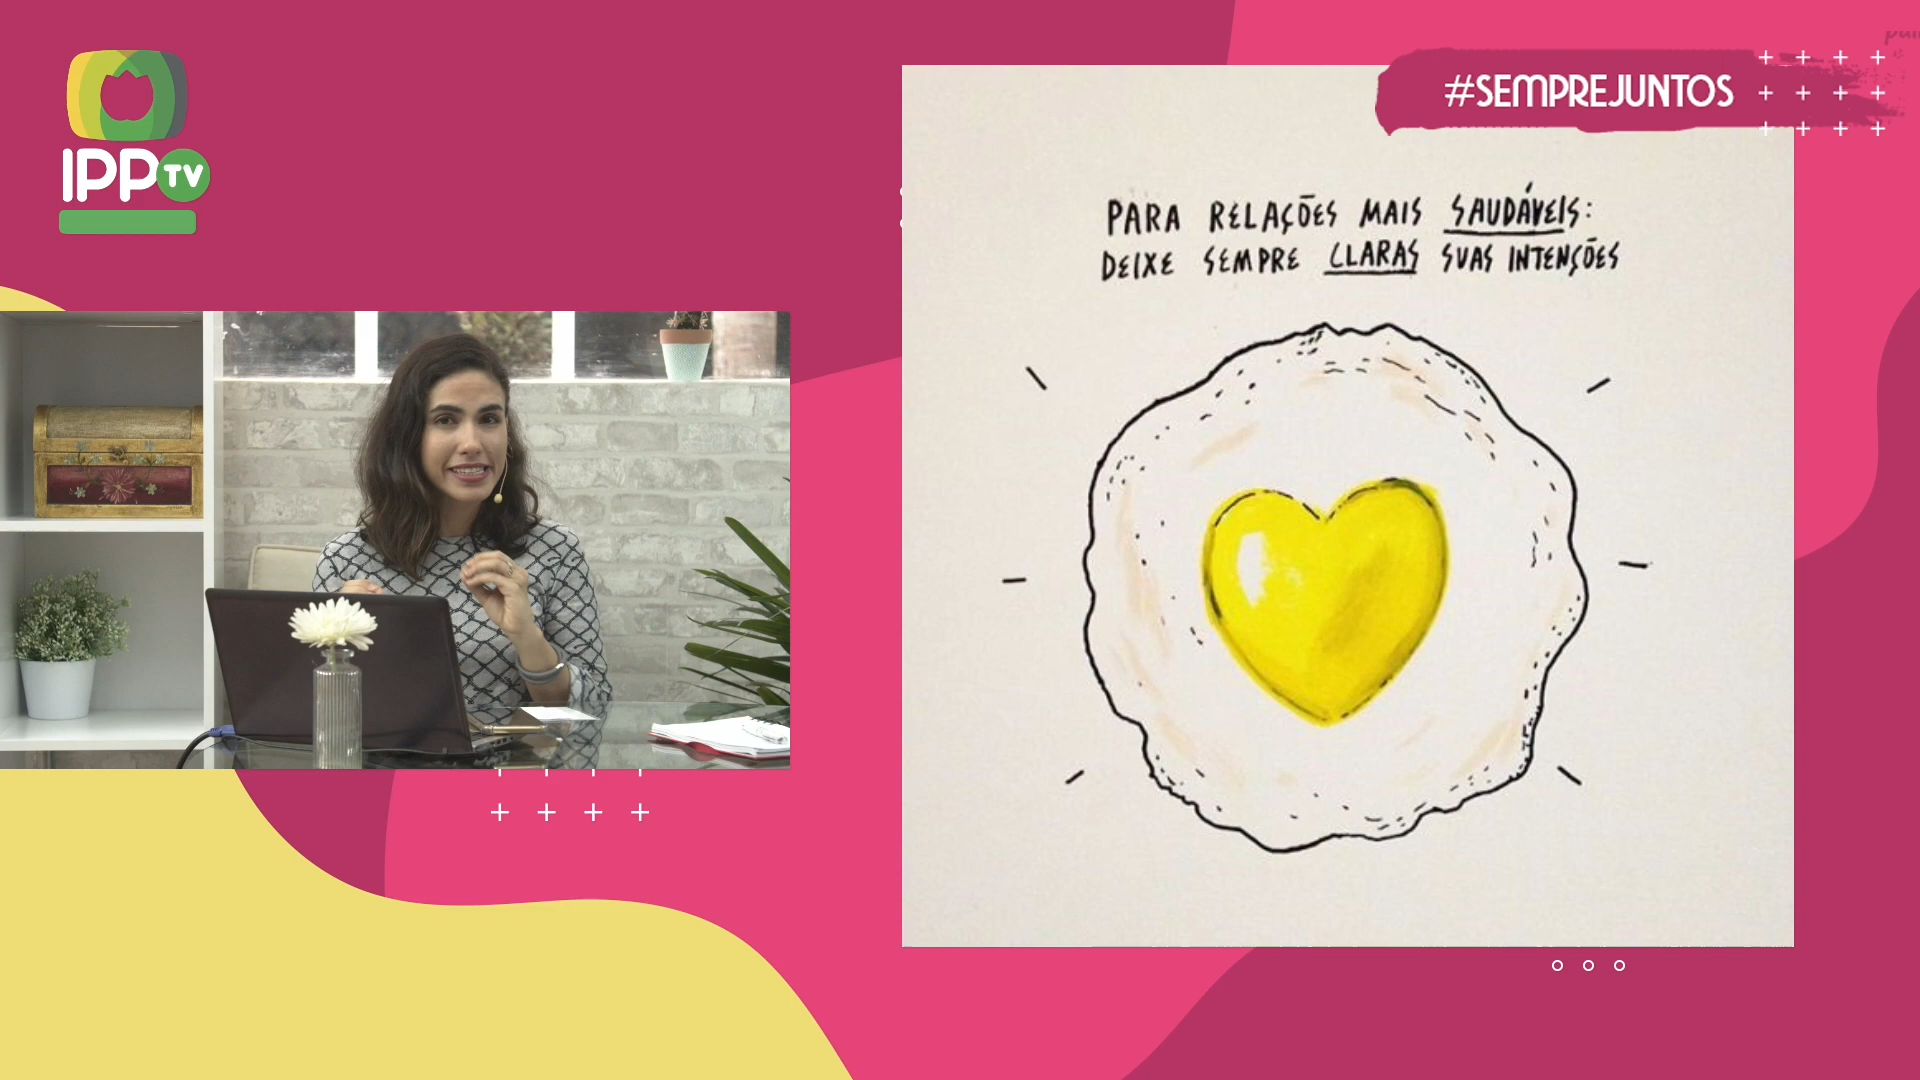 IPP TV
#SEMPREJUNTOS
PARA RELAÇÕES MAIS SAUDÁVEIS:
DEIXE SEMPRE CLARAS SUAS INTENÇÕES